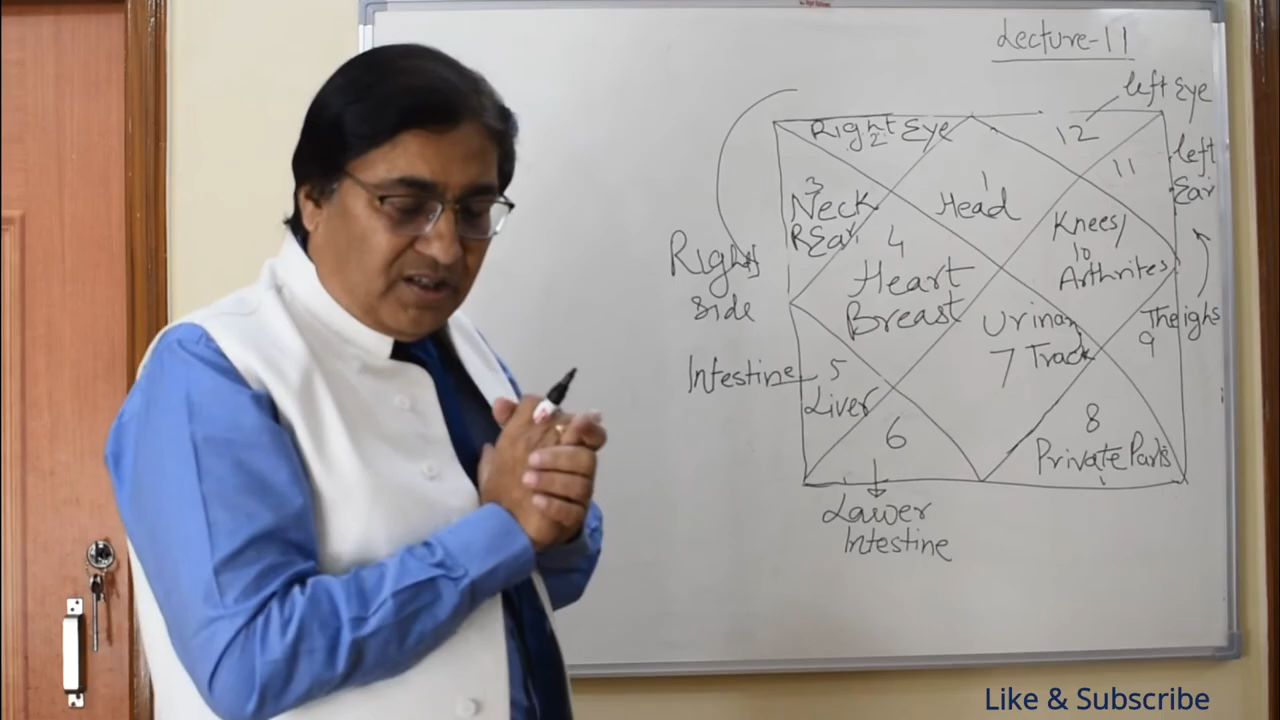 Lecture-11
left Eye
Right Eye
2
12
11
left
Ear
3
Neck
R Ear
1
Head
4
Heart
Breast
Knees/
10
Arthrites
Right
side
Urinary
7 Track
Theighs
9
Intestine
5
Liver
6
8
Private Parts
Lawer
Intestine
Like & Subscribe